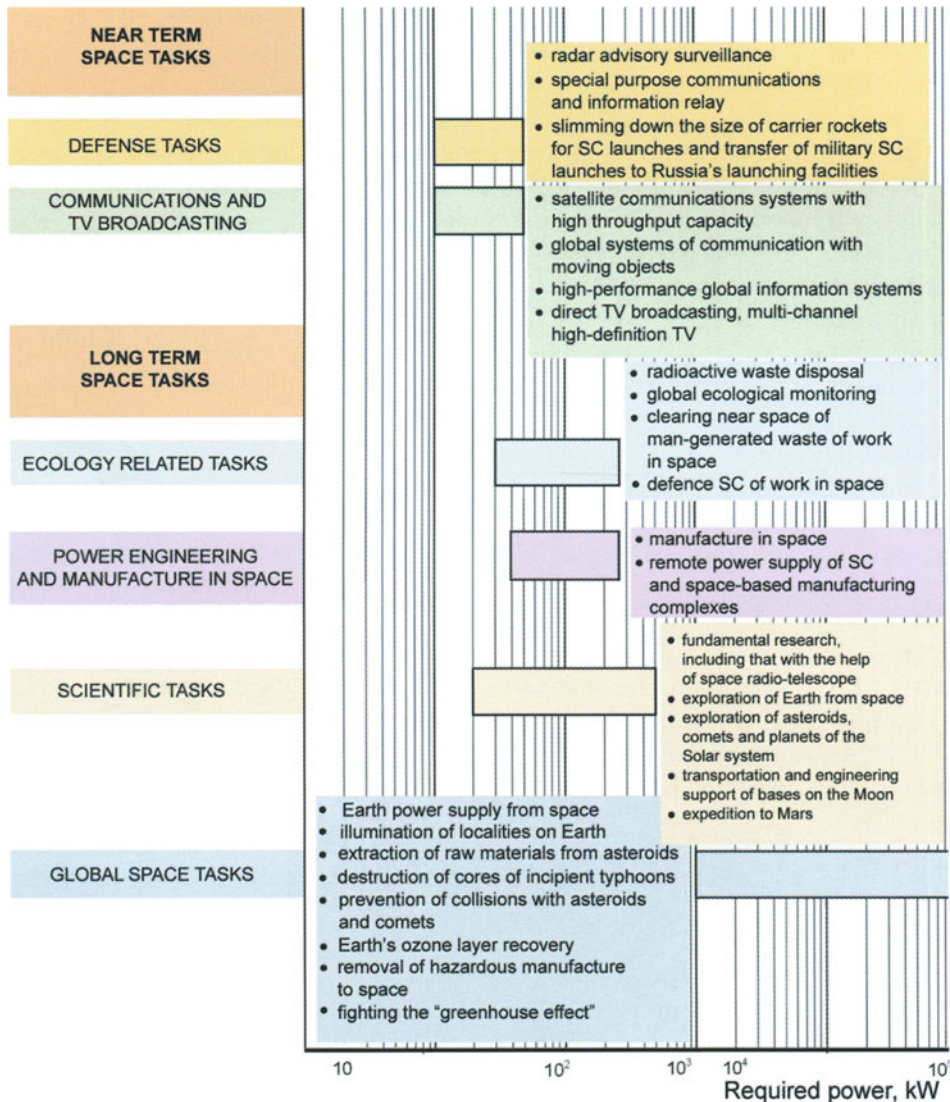 NEAR TERM
SPACE TASKS
• radar advisory surveillance
• special purpose communications
and information relay
• slimming down the size of carrier rockets
for SC launches and transfer of military SC
launches to Russia's launching facilities
DEFENSE TASKS
COMMUNICATIONS AND
TV BROADCASTING
• satellite communications systems with
high throughput capacity
• global systems of communication with
moving objects
• high-performance global information systems
• direct TV broadcasting, multi-channel
high-definition TV
LONG TERM
SPACE TASKS
• radioactive waste disposal
• global ecological monitoring
• clearing near space of
man-generated waste of work
in space
• defence SC of work in space
ECOLOGY RELATED TASKS
POWER ENGINEERING
AND MANUFACTURE IN SPACE
• manufacture in space
• remote power supply of SC
and space-based manufacturing
complexes
SCIENTIFIC TASKS
• fundamental research,
including that with the help
of space radio-telescope
• exploration of Earth from space
• exploration of asteroids,
comets and planets of the
Solar system
• transportation and engineering
support of bases on the Moon
• expedition to Mars
GLOBAL SPACE TASKS
• Earth power supply from space
• illumination of localities on Earth
• extraction of raw materials from asteroids
• destruction of cores of incipient typhoons
• prevention of collisions with asteroids
and comets
• Earth's ozone layer recovery
• removal of hazardous manufacture
to space
• fighting the "greenhouse effect"
10 10² 10³ 10⁴
Required power, kW